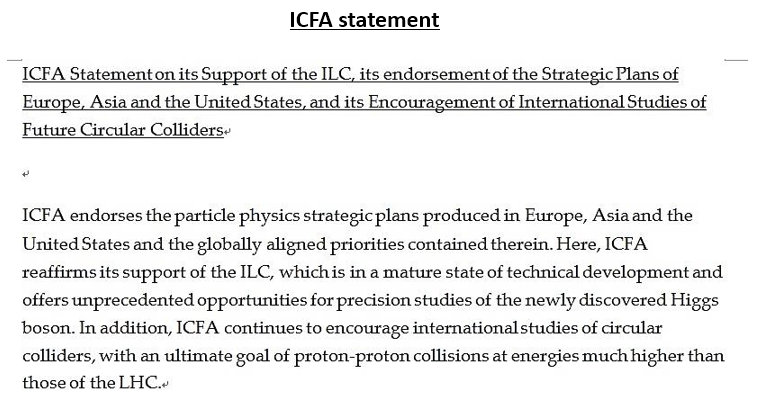 ICFA statement
ICFA Statement on its Support of the ILC, its endorsement of the Strategic Plans of
Europe, Asia and the United States, and its Encouragement of International Studies of
Future Circular Colliders
ICFA endorses the particle physics strategic plans produced in Europe, Asia and the
United States and the globally aligned priorities contained therein. Here, ICFA
reaffirms its support of the ILC, which is in a mature state of technical development and
offers unprecedented opportunities for precision studies of the newly discovered Higgs
boson. In addition, ICFA continues to encourage international studies of circular
colliders, with an ultimate goal of proton-proton collisions at energies much higher than
those of the LHC.